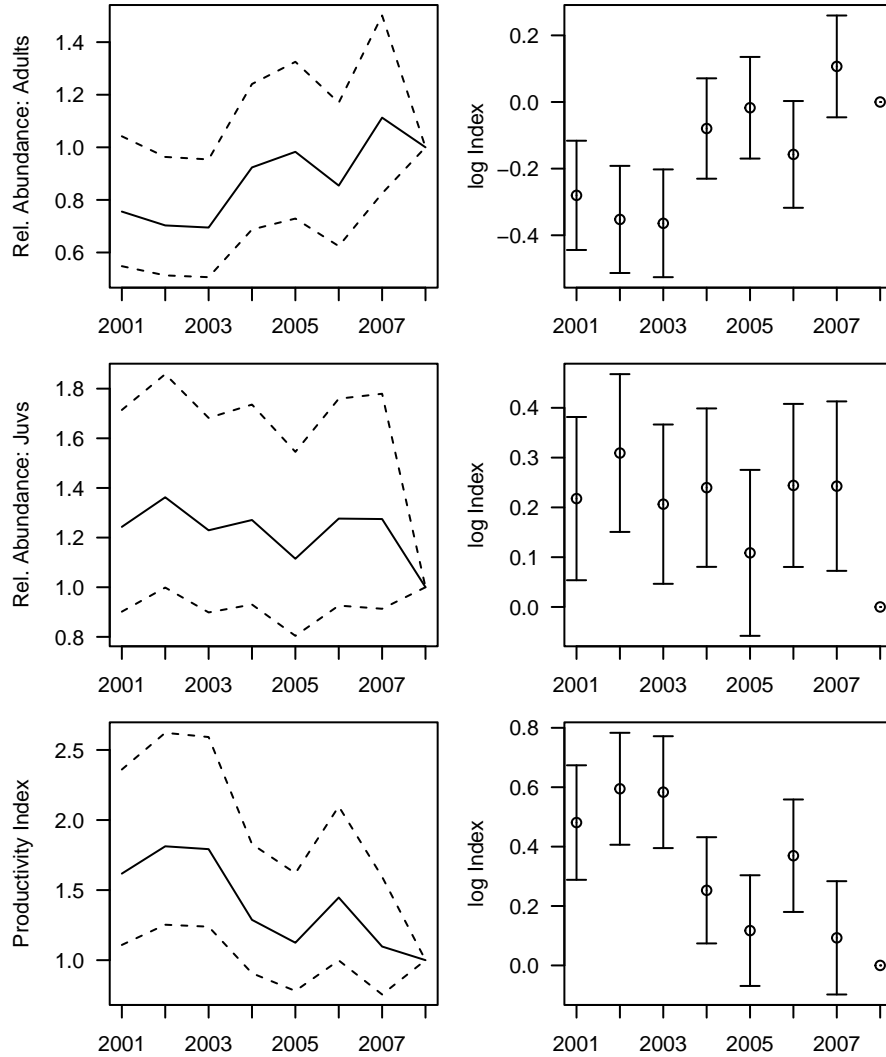 Rel. Abundance: Adults
1.4
1.2
1.0
0.8
0.6
2001 2003 2005 2007
log Index
0.2
0.0
−0.2
−0.4
2001 2003 2005 2007
Rel. Abundance: Juvs
1.8
1.6
1.4
1.2
1.0
0.8
2001 2003 2005 2007
log Index
0.4
0.3
0.2
0.1
0.0
2001 2003 2005 2007
Productivity Index
2.5
2.0
1.5
1.0
2001 2003 2005 2007
log Index
0.8
0.6
0.4
0.2
0.0
2001 2003 2005 2007